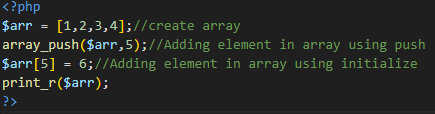 <?php
$arr = [1,2,3,4];//create array
array_push($arr,5);//Adding element in array using push
$arr[5] = 6;//Adding element in array using initialize
print_r($arr);
?>